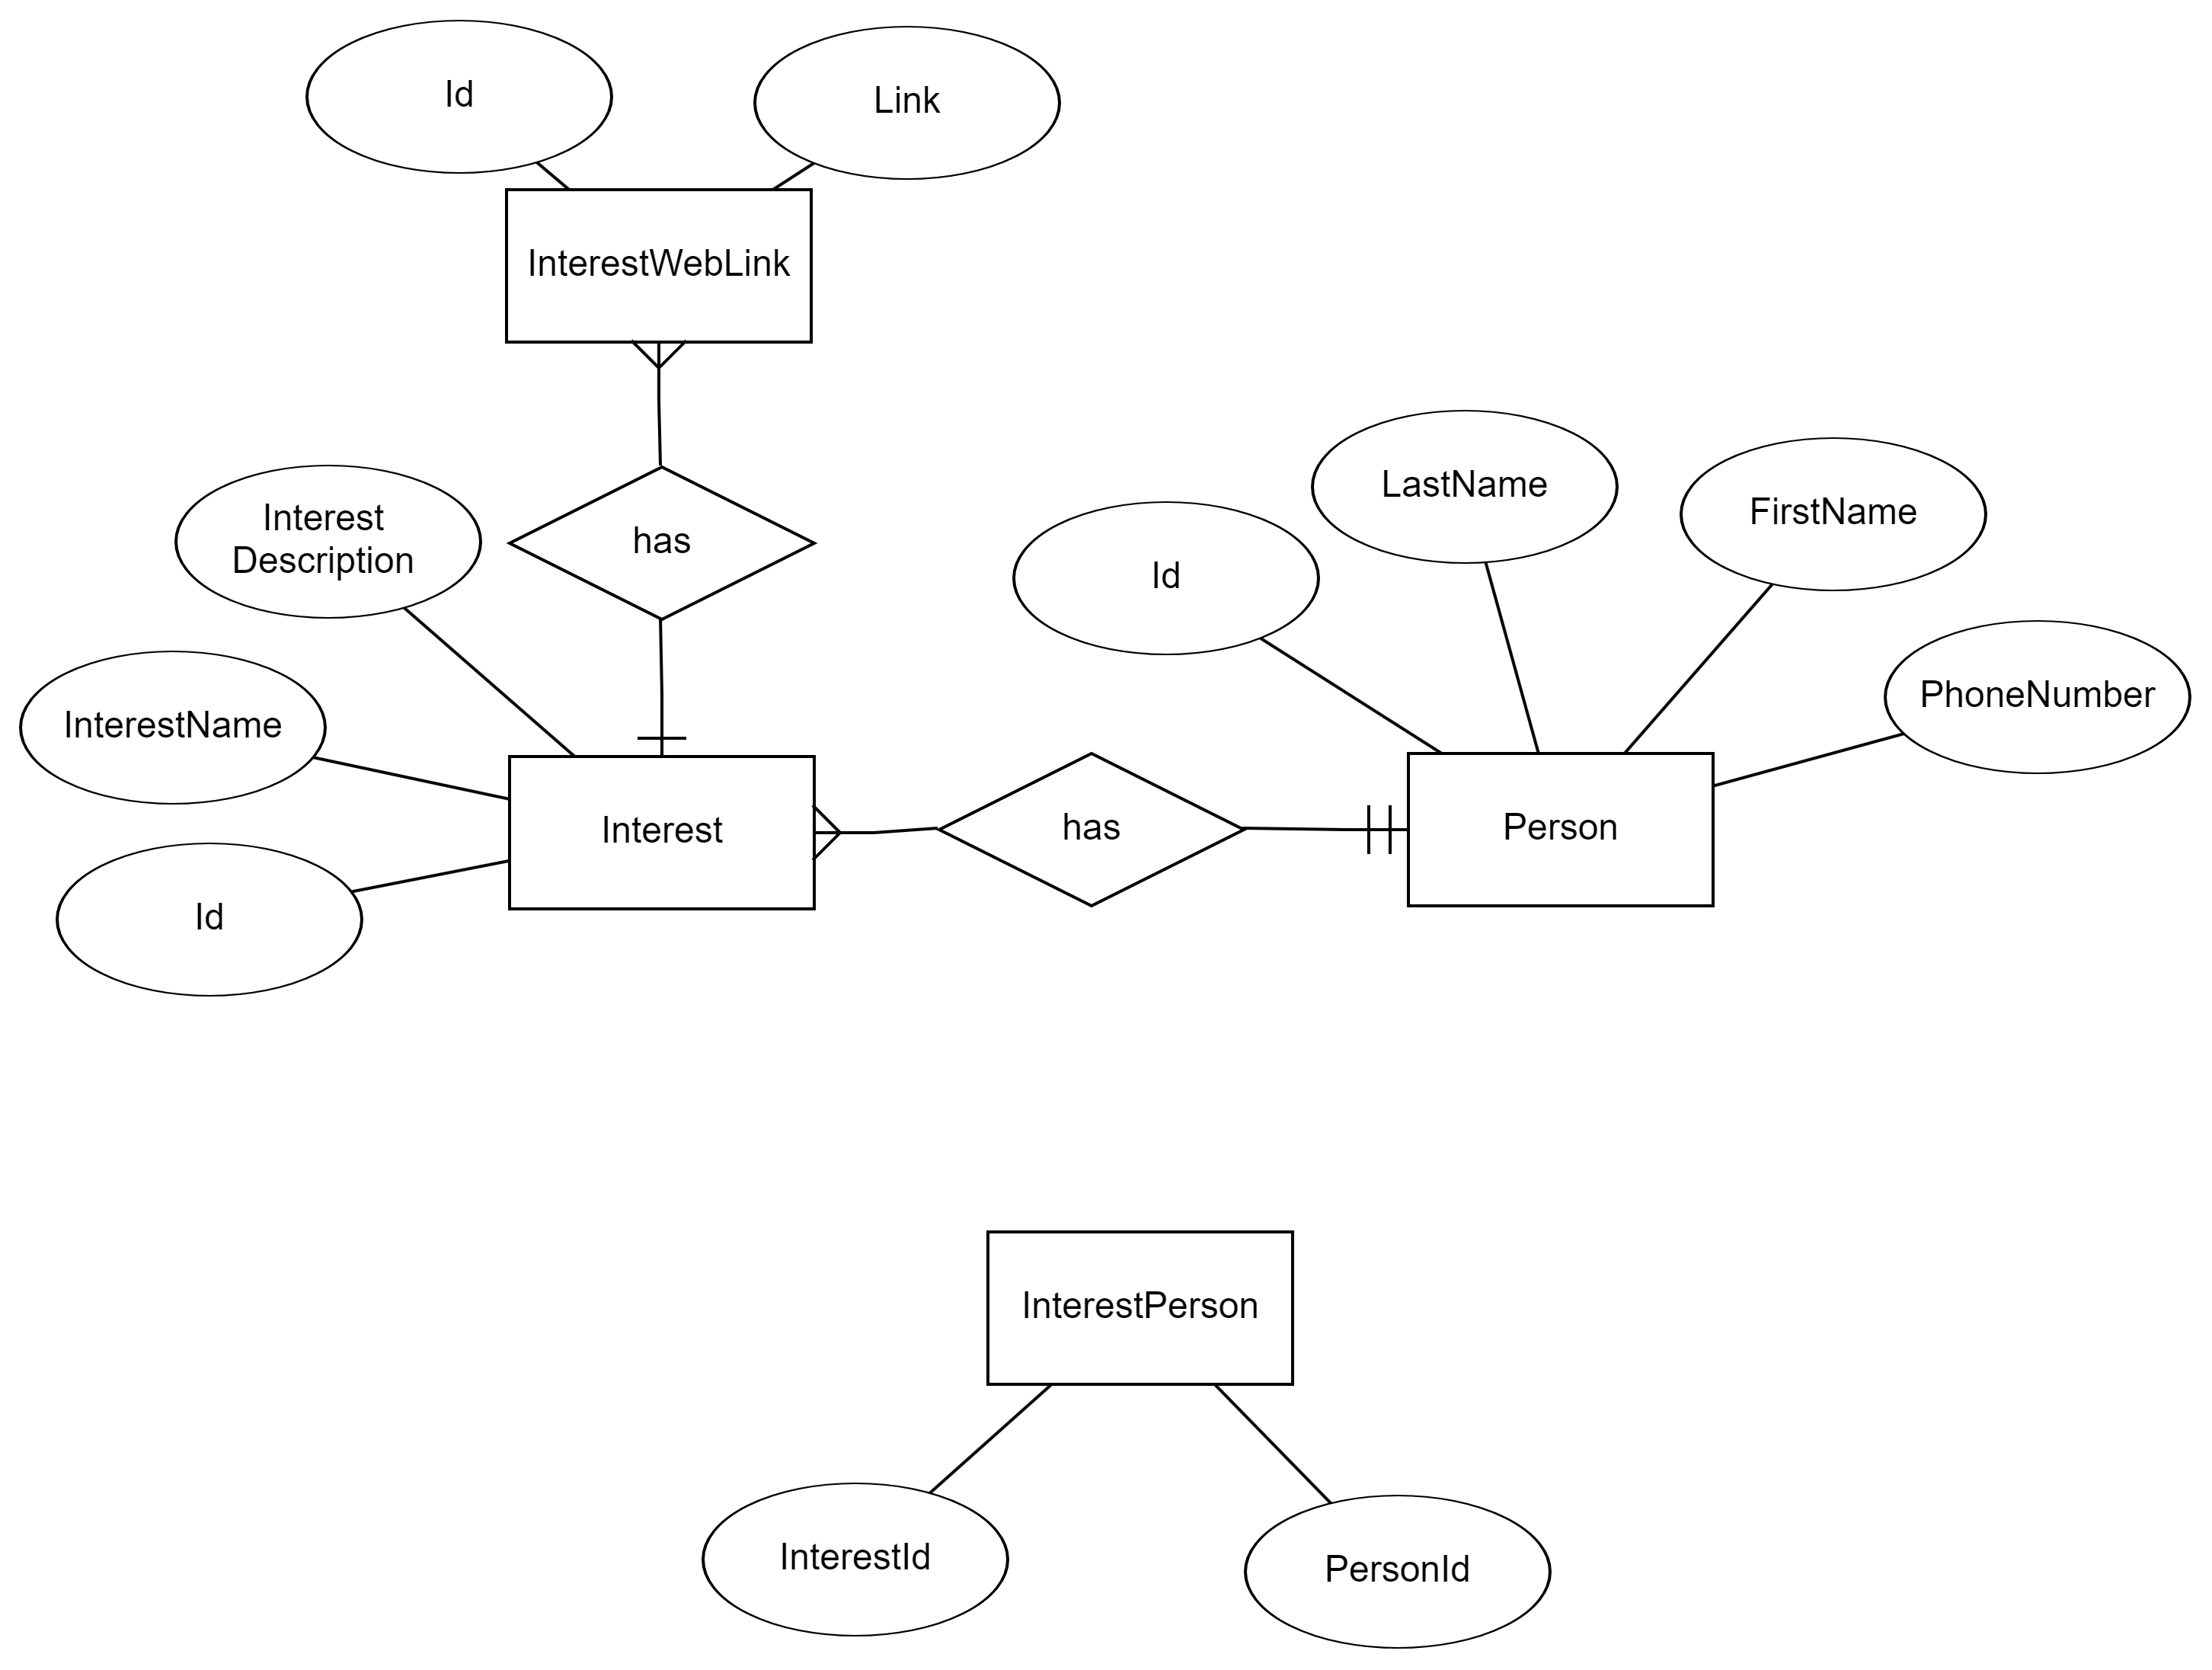 Id
Link
InterestWebLink
has
Interest
Description
InterestName
Id
Interest
has
Id
LastName
FirstName
PhoneNumber
Person
InterestPerson
InterestId
PersonId